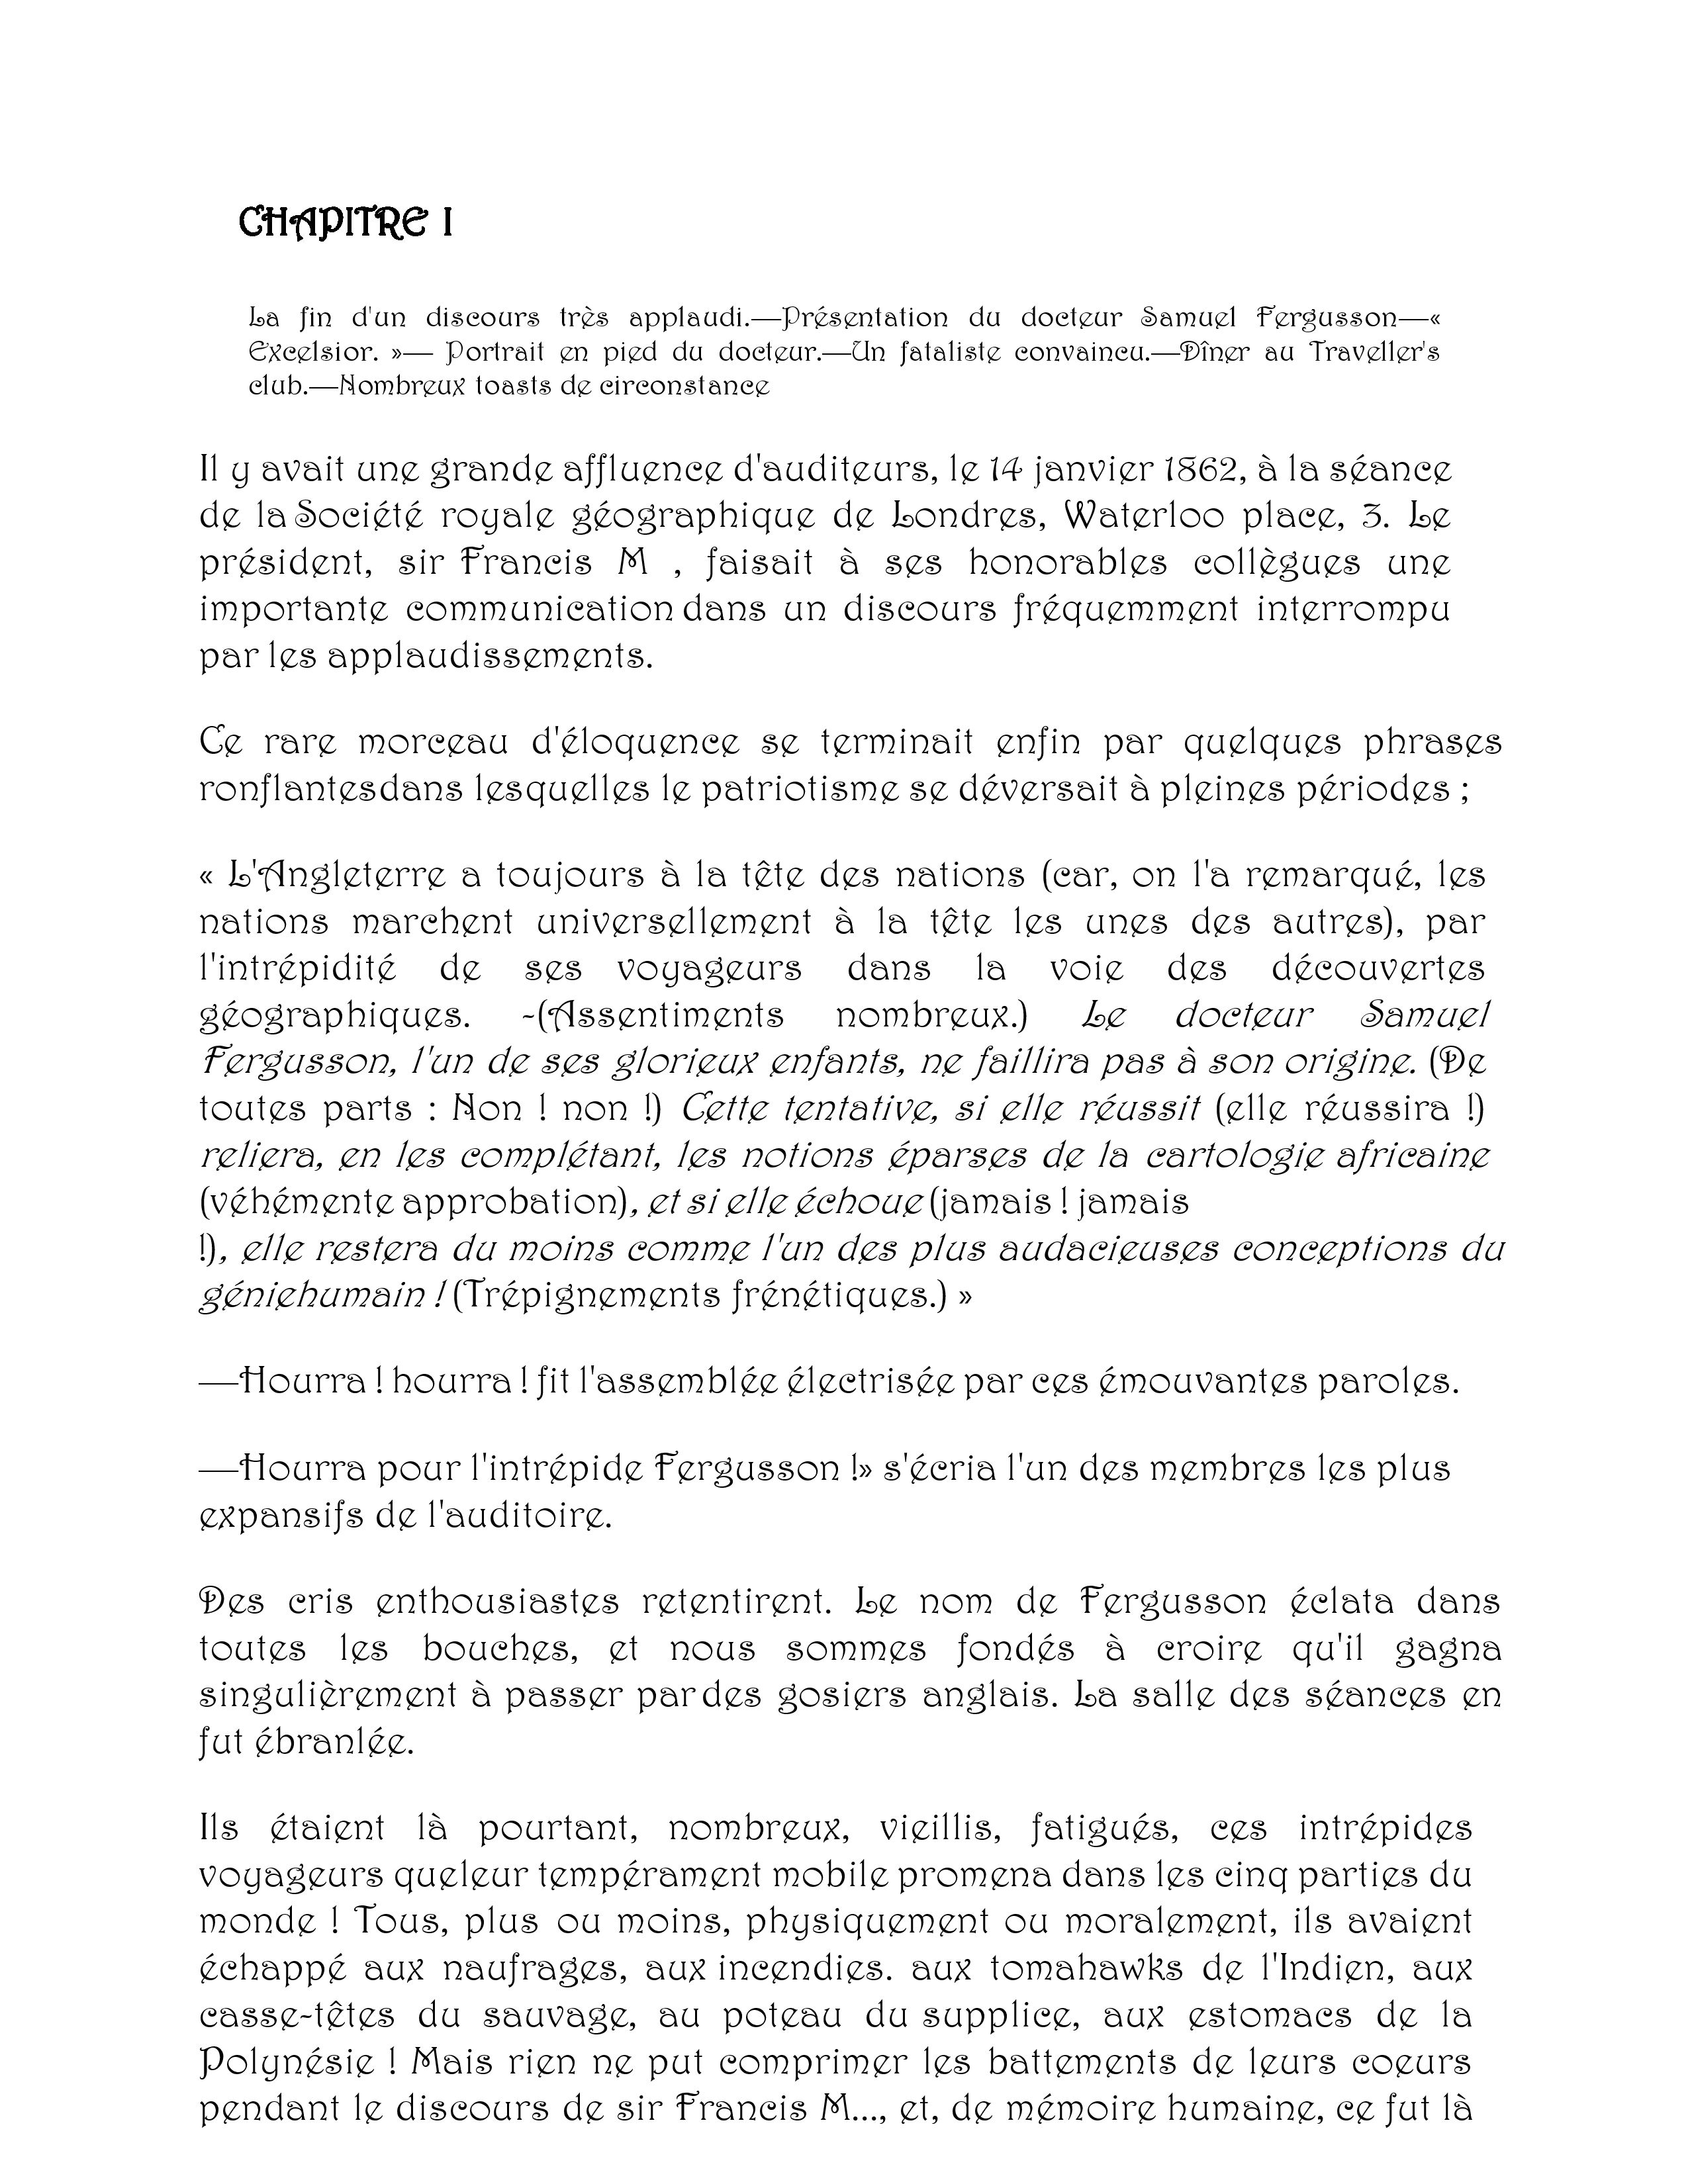 CHAPITRE I
La fin d'un discours très applaudi.—Présentation du docteur Samuel Fergusson—«
Excelsior. »— Portrait en pied du docteur.—Un fataliste convaincu.—Dîner au Traveller's
club.—Nombreux toasts de circonstance
Il y avait une grande affluence d'auditeurs, le 14 janvier 1862, à la séance
de la Société royale géographique de Londres, Waterloo place, 3. Le
président, sir Francis M , faisait à ses honorables collègues une
importante communication dans un discours fréquemment interrompu
par les applaudissements.
Ce rare morceau d'éloquence se terminait enfin par quelques phrases
ronflantesdans lesquelles le patriotisme se déversait à pleines périodes ;
« L'Angleterre a toujours à la tête des nations (car, on l'a remarqué, les
nations marchent universellement à la tête les unes des autres), par
l'intrépidité de ses voyageurs dans la voie des découvertes
géographiques. -(Assentiments nombreux.) Le docteur Samuel
Fergusson, l'un de ses glorieux enfants, ne faillira pas à son origine. (De
toutes parts : Non ! non !) Cette tentative, si elle réussit (elle réussira !)
reliera, en les complétant, les notions éparses de la cartologie africaine
(véhémente approbation), et si elle échoue (jamais ! jamais
!), elle restera du moins comme l'un des plus audacieuses conceptions du
géniehumain ! (Trépignements frénétiques.) »
—Hourra ! hourra ! fit l'assemblée électrisée par ces émouvantes paroles.
—Hourra pour l'intrépide Fergusson !» s'écria l'un des membres les plus
expansifs de l'auditoire.
Des cris enthousiastes retentirent. Le nom de Fergusson éclata dans
toutes les bouches, et nous sommes fondés à croire qu'il gagna
singulièrement à passer par des gosiers anglais. La salle des séances en
fut ébranlée.
Ils étaient là pourtant, nombreux, vieillis, fatigués, ces intrépides
voyageurs queleur tempérament mobile promena dans les cinq parties du
monde ! Tous, plus ou moins, physiquement ou moralement, ils avaient
échappé aux naufrages, aux incendies. aux tomahawks de l'Indien, aux
casse-têtes du sauvage, au poteau du supplice, aux estomacs de la
Polynésie ! Mais rien ne put comprimer les battements de leurs coeurs
pendant le discours de sir Francis M..., et, de mémoire humaine, ce fut là